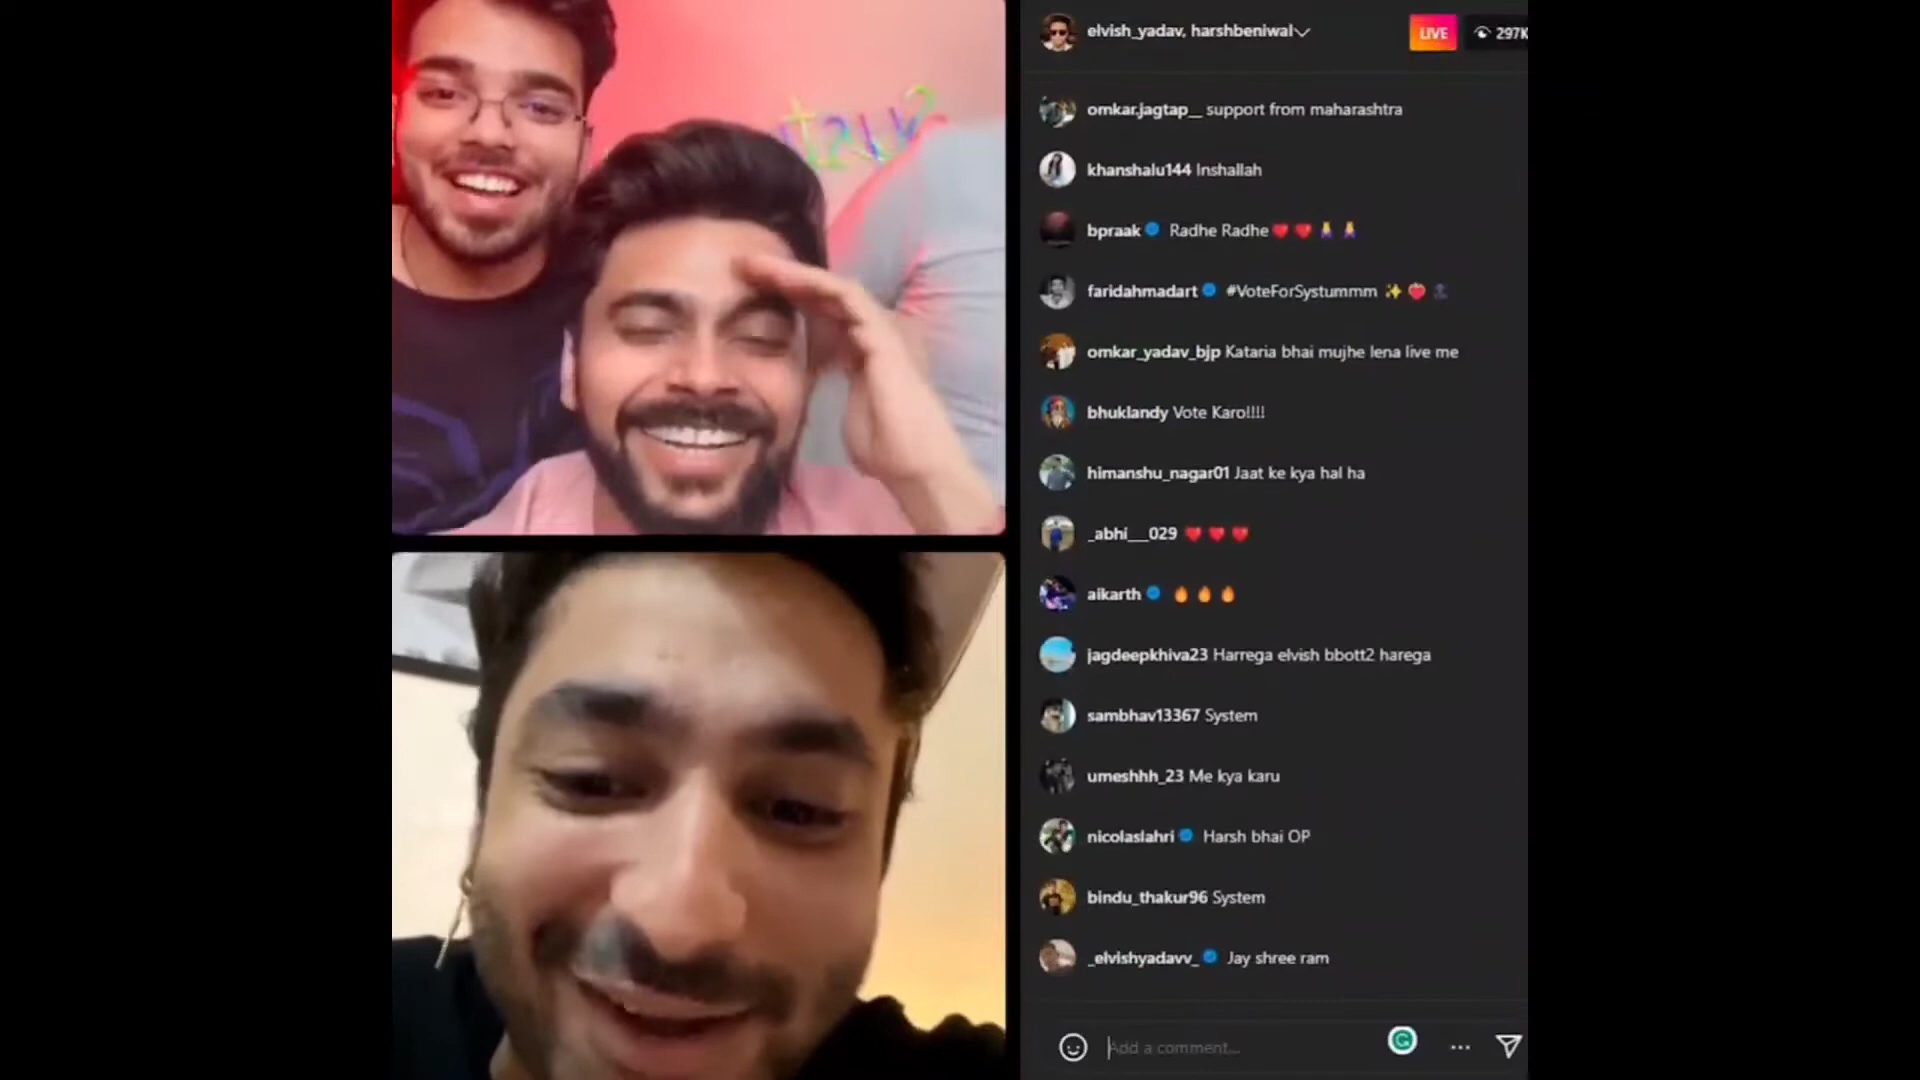 elvish_yadav, harshbeniwal
LIVE
297K
omkar.jagtap__ support from maharashtra
khanshalu144 Inshallah
bpraak Radhe Radhe❤️❤️🙏🙏
faridahmadart #VoteForSystummm ✨❤️
omkar_yadav_bjp Kataria bhai mujhe lena live me
bhuklandy Vote Karo!!!!
himanshu_nagar01 Jaat ke kya hal ha
_abhi___029 ❤️❤️❤️
aikarth 🔥🔥🔥
jagdeepkhiva23 Harrega elvish bbott2 harega
sambhav13367 System
umeshhh_23 Me kya karu
nicolaslahri Harsh bhai OP
bindu_thakur96 System
_elvishyadavv_ Jay shree ram
Add a comment...